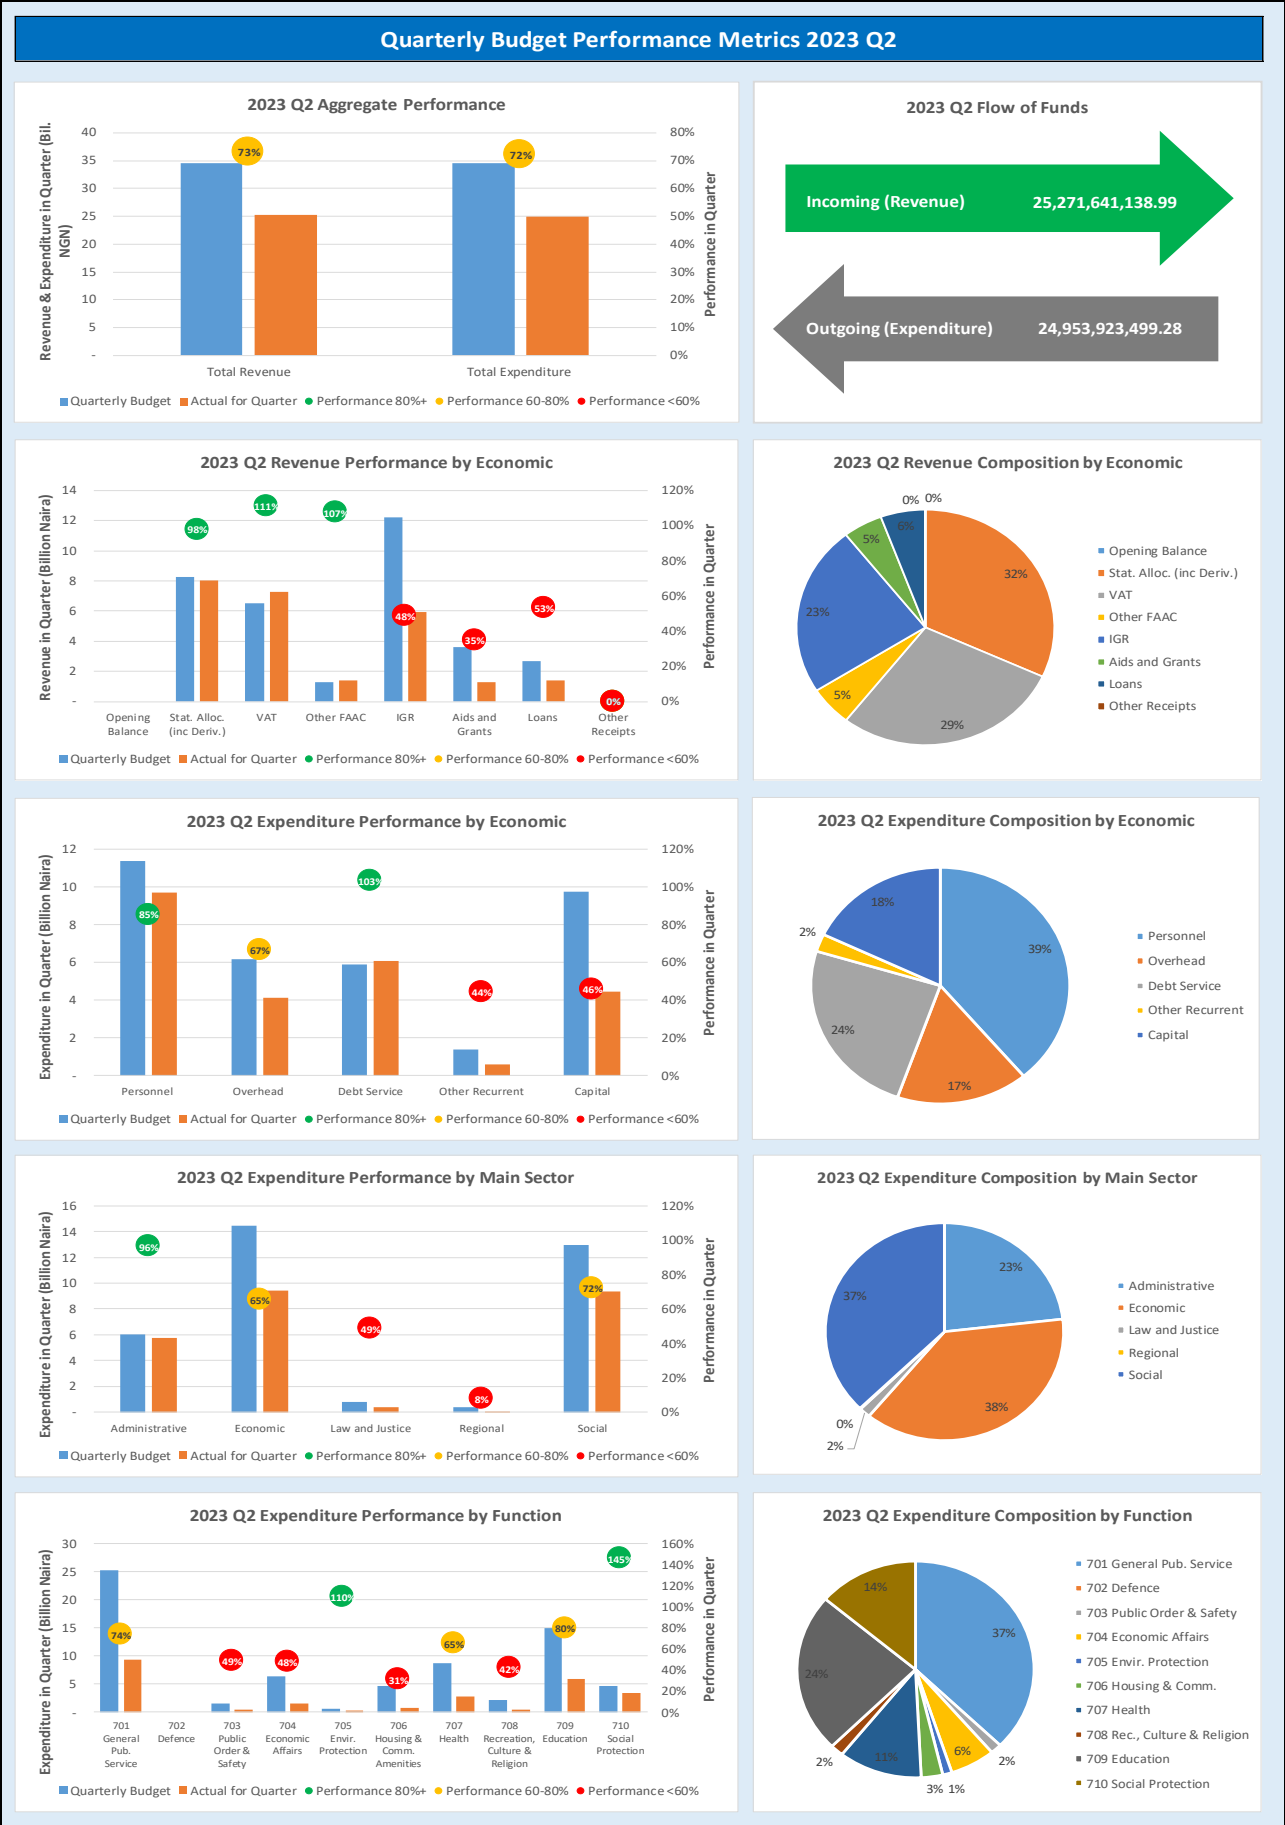 Quarterly Budget Performance Metrics 2023 Q2
2023 Q2 Aggregate Performance
Revenue & Expenditure in Quarter (Bil.
NGN)
40
35
30
25
20
15
10
5
-
80%
70%
60%
50%
40%
30%
20%
10%
0%
Performance in Quarter
73%
72%
Total Revenue
Total Expenditure
Quarterly Budget Actual for Quarter Performance 80%+ Performance 60-80% Performance <60%
2023 Q2 Flow of Funds
Incoming (Revenue) 25,271,641,138.99
Outgoing (Expenditure) 24,953,923,499.28
2023 Q2 Revenue Performance by Economic
Revenue in Quarter (Billion Naira)
14
12
10
8
6
4
2
-
120%
100%
80%
60%
40%
20%
0%
Performance in Quarter
98%
111%
107%
48%
35%
53%
0%
Opening
Balance
Stat. Alloc.
(inc Deriv.)
VAT
Other FAAC
IGR
Aids and
Grants
Loans
Other
Receipts
Quarterly Budget Actual for Quarter Performance 80%+ Performance 60-80% Performance <60%
2023 Q2 Revenue Composition by Economic
0% 0%
6%
5%
32%
23%
5%
29%
Opening Balance
Stat. Alloc. (inc Deriv.)
VAT
Other FAAC
IGR
Aids and Grants
Loans
Other Receipts
2023 Q2 Expenditure Performance by Economic
Expenditure in Quarter (Billion Naira)
12
10
8
6
4
2
-
120%
100%
80%
60%
40%
20%
0%
Performance in Quarter
85%
67%
103%
44%
46%
Personnel
Overhead
Debt Service
Other Recurrent
Capital
Quarterly Budget Actual for Quarter Performance 80%+ Performance 60-80% Performance <60%
2023 Q2 Expenditure Composition by Economic
18%
2%
39%
24%
17%
Personnel
Overhead
Debt Service
Other Recurrent
Capital
2023 Q2 Expenditure Performance by Main Sector
Expenditure in Quarter (Billion Naira)
16
14
12
10
8
6
4
2
-
120%
100%
80%
60%
40%
20%
0%
Performance in Quarter
96%
65%
49%
8%
72%
Administrative
Economic
Law and Justice
Regional
Social
Quarterly Budget Actual for Quarter Performance 80%+ Performance 60-80% Performance <60%
2023 Q2 Expenditure Composition by Main Sector
23%
37%
38%
0%
2%
Administrative
Economic
Law and Justice
Regional
Social
2023 Q2 Expenditure Performance by Function
Expenditure in Quarter (Billion Naira)
30
25
20
15
10
5
-
160%
140%
120%
100%
80%
60%
40%
20%
0%
Performance in Quarter
74%
49%
48%
110%
31%
65%
42%
80%
145%
701
General
Pub.
Service
702
Defence
703
Public
Order &
Safety
704
Economic
Affairs
705
Envir.
Protection
706
Housing &
Comm.
Amenities
707
Health
708
Recreation,
Culture &
Religion
709
Education
710
Social
Protection
Quarterly Budget Actual for Quarter Performance 80%+ Performance 60-80% Performance <60%
2023 Q2 Expenditure Composition by Function
14%
37%
24%
11%
6%
2%
2%
3% 1%
701 General Pub. Service
702 Defence
703 Public Order & Safety
704 Economic Affairs
705 Envir. Protection
706 Housing & Comm.
707 Health
708 Rec., Culture & Religion
709 Education
710 Social Protection